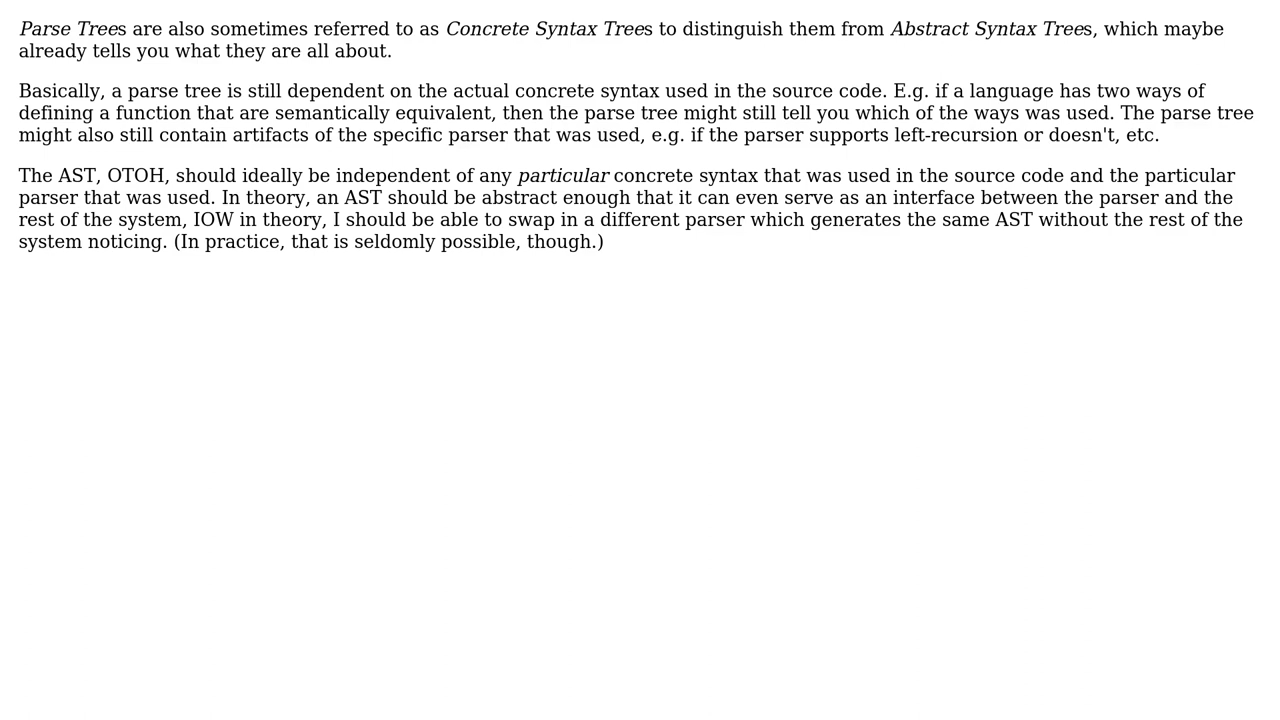 Parse Trees are also sometimes referred to as Concrete Syntax Trees to distinguish them from Abstract Syntax Trees, which maybe
already tells you what they are all about.
Basically, a parse tree is still dependent on the actual concrete syntax used in the source code. E.g. if a language has two ways of
defining a function that are semantically equivalent, then the parse tree might still tell you which of the ways was used. The parse tree
might also still contain artifacts of the specific parser that was used, e.g. if the parser supports left-recursion or doesn't, etc.
The AST, OTOH, should ideally be independent of any particular concrete syntax that was used in the source code and the particular
parser that was used. In theory, an AST should be abstract enough that it can even serve as an interface between the parser and the
rest of the system, IOW in theory, I should be able to swap in a different parser which generates the same AST without the rest of the
system noticing. (In practice, that is seldomly possible, though.)